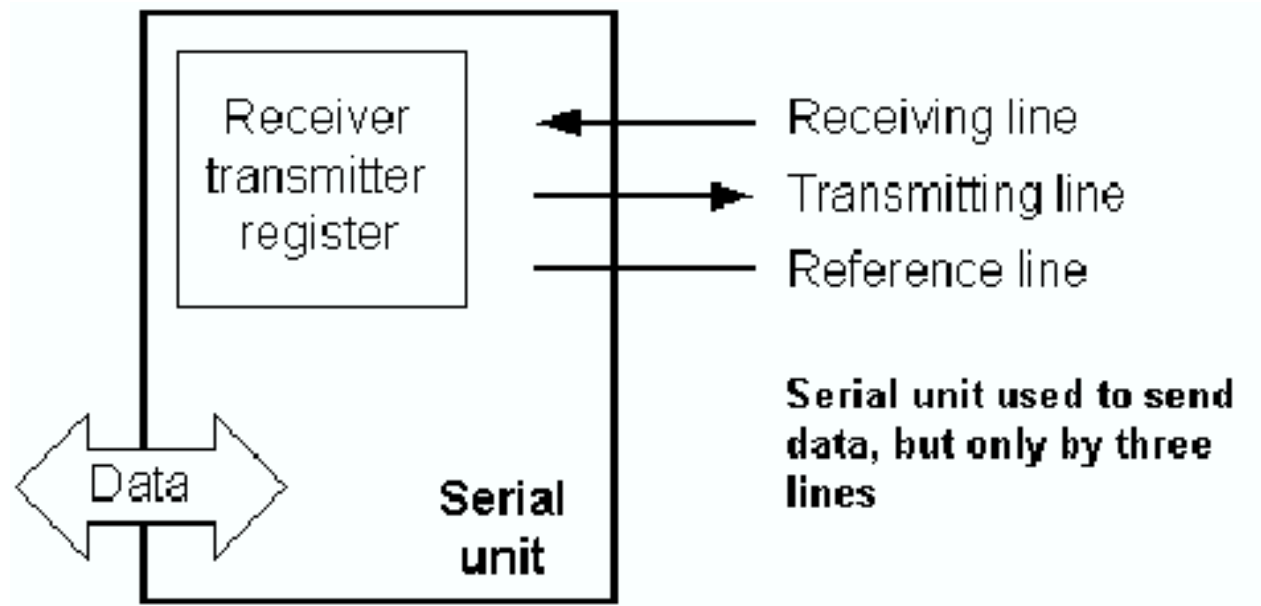 Receiver
transmitter
register
Receiving line
Transmitting line
Reference line
Serial unit used to send
data, but only by three
lines
Data
Serial
unit